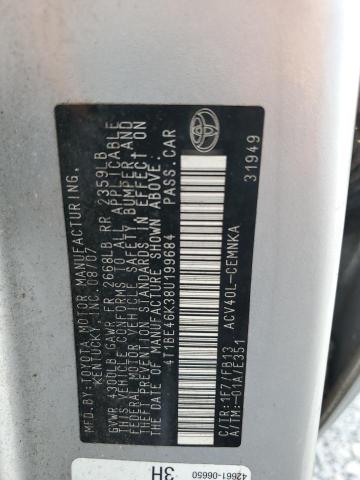 MFD.BY:TOYOTA MOTOR MANUFACTURING,
KENTUCKY, INC. 08/07
GVWR 4300LB GAWR FR 2668LB RR 2359LB
THIS VEHICLE CONFORMS TO ALL APPLICABLE
FEDERAL MOTOR VEHICLE SAFETY, BUMPER, AND
THEFT PREVENTION STANDARDS IN EFFECT
ON THE DATE OF MANUFACTURE SHOWN ABOVE.
4T1BE46K38U199684 PASS.CAR
ACV40L-CEMNKA
C/TR:1F7/FB13
A/TM:-01A/E351
31949
TOYOTA
42661-06650
3H